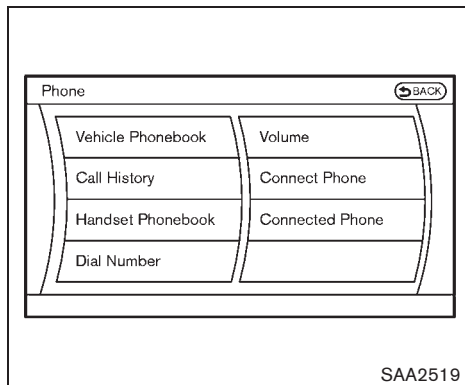 Phone
BACK
Vehicle Phonebook
Volume
Call History
Connect Phone
Handset Phonebook
Connected Phone
Dial Number
SAA2519